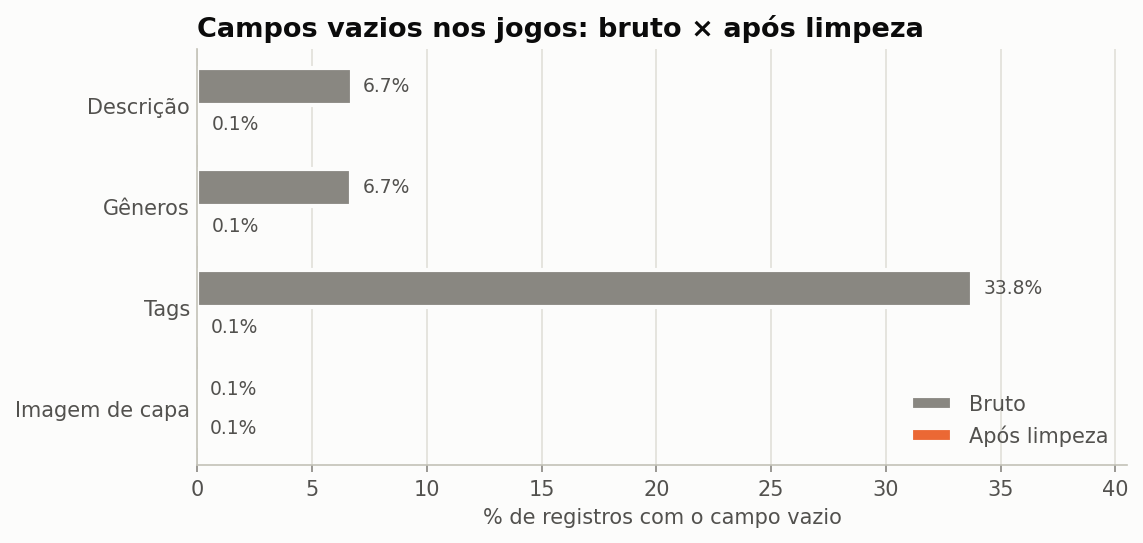 Campos vazios nos jogos: bruto × após limpeza
Descrição
6.7%
0.1%
Gêneros
6.7%
0.1%
Tags
33.8%
0.1%
Imagem de capa
0.1%
0.1%
Bruto
Após limpeza
0 5 10 15 20 25 30 35 40
% de registros com o campo vazio